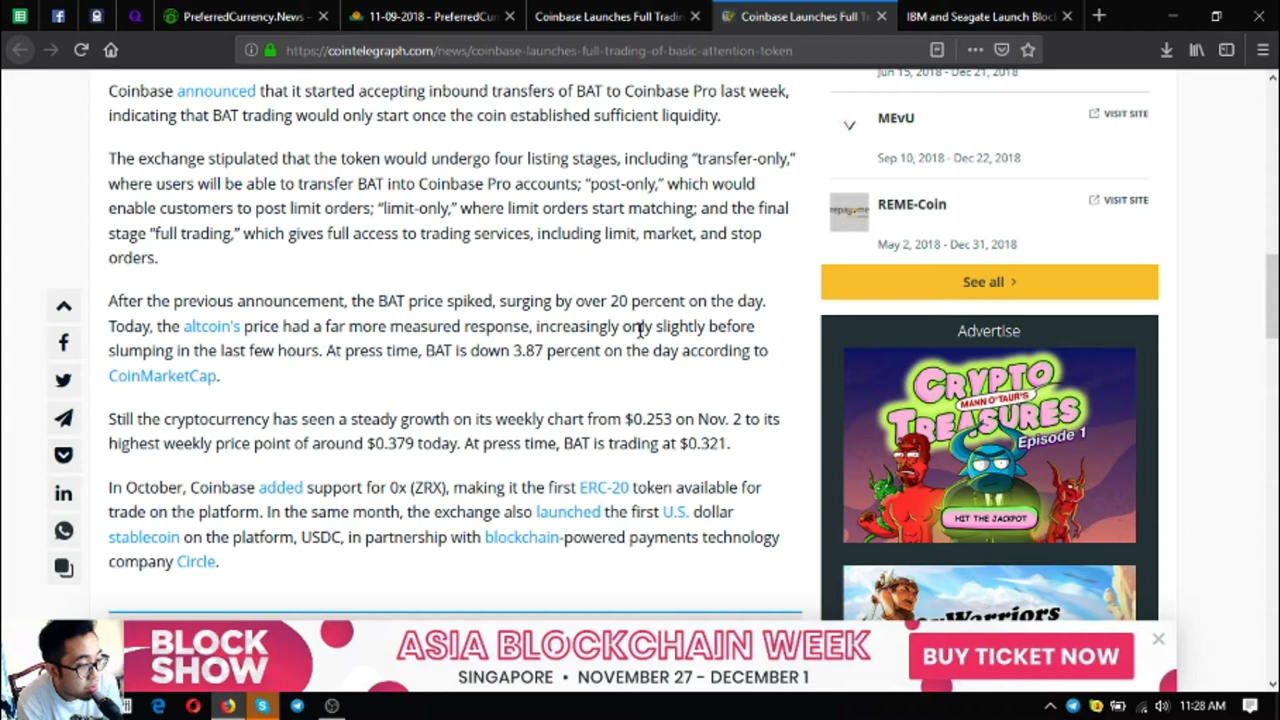 PreferredCurrency.News -
11-09-2018 - PreferredCur
Coinbase Launches Full Tradin
Coinbase Launches Full T
IBM and Seagate Launch Bloc
https://cointelegraph.com/news/coinbase-launches-full-trading-of-basic-attention-token
Coinbase announced that it started accepting inbound transfers of BAT to Coinbase Pro last week,
indicating that BAT trading would only start once the coin established sufficient liquidity.
The exchange stipulated that the token would undergo four listing stages, including “transfer-only,”
where users will be able to transfer BAT into Coinbase Pro accounts; “post-only,” which would
enable customers to post limit orders; “limit-only,” where limit orders start matching; and the final
stage “full trading,” which gives full access to trading services, including limit, market, and stop
orders.
After the previous announcement, the BAT price spiked, surging by over 20 percent on the day.
Today, the altcoin's price had a far more measured response, increasingly only slightly before
slumping in the last few hours. At press time, BAT is down 3.87 percent on the day according to
CoinMarketCap.
Still the cryptocurrency has seen a steady growth on its weekly chart from $0.253 on Nov. 2 to its
highest weekly price point of around $0.379 today. At press time, BAT is trading at $0.321.
In October, Coinbase added support for 0x (ZRX), making it the first ERC-20 token available for
trade on the platform. In the same month, the exchange also launched the first U.S. dollar
stablecoin on the platform, USDC, in partnership with blockchain-powered payments technology
company Circle.
Jun 15, 2018 - Dec 21, 2018
MEvU
VISIT SITE
Sep 10, 2018 - Dec 22, 2018
REME-Coin
VISIT SITE
May 2, 2018 - Dec 31, 2018
See all
Advertise
CRYPTO
MANN O'TAUR'S
TREASURES
Episode 1
HIT THE JACKPOT
Warriors
BLOCK
SHOW
ASIA BLOCKCHAIN WEEK
SINGAPORE • NOVEMBER 27 - DECEMBER 1
BUY TICKET NOW
11:28 AM